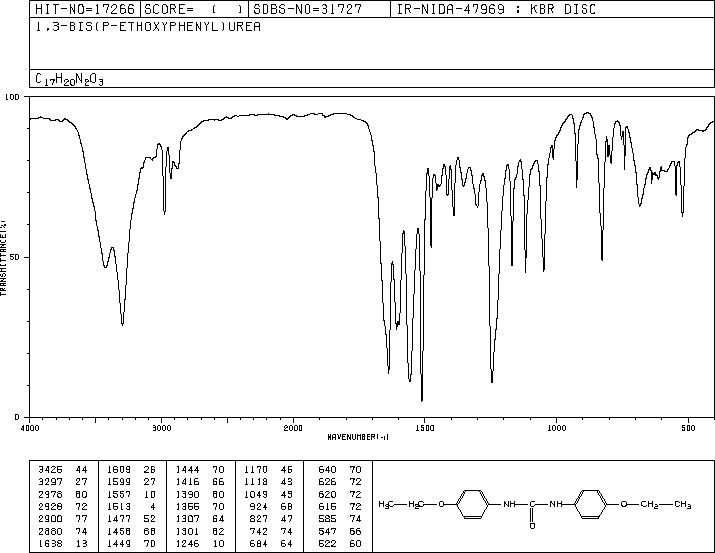 HIT-NO=17266 SCORE= ( ) SDBS-NO=31727 IR-NIDA-47969 : KBR DISC
1,3-BIS(P-ETHOXYPHENYL)UREA
C17H20N2O3
100
50
0
TRANSMITTANCE(%)
4000 3000 2000 1500 1000 500
WAVENUMBER(-1)
3425 44 1609 26 1444 70 1170 46 640 70
3297 27 1599 27 1416 66 1118 43 626 72
2978 60 1557 10 1390 60 1049 43 620 72
2928 72 1513 4 1355 70 924 68 615 72
2900 77 1477 52 1307 64 827 47 585 74
2880 74 1458 68 1301 62 742 74 547 66
1638 13 1449 70 1246 10 684 64 522 60
H3C H2C O NH C NH O CH2 CH3
O